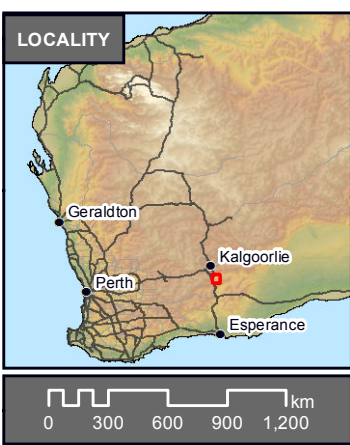 LOCALITY
Geraldton
Kalgoorlie
Perth
Esperance
km
0 300 600 900 1,200